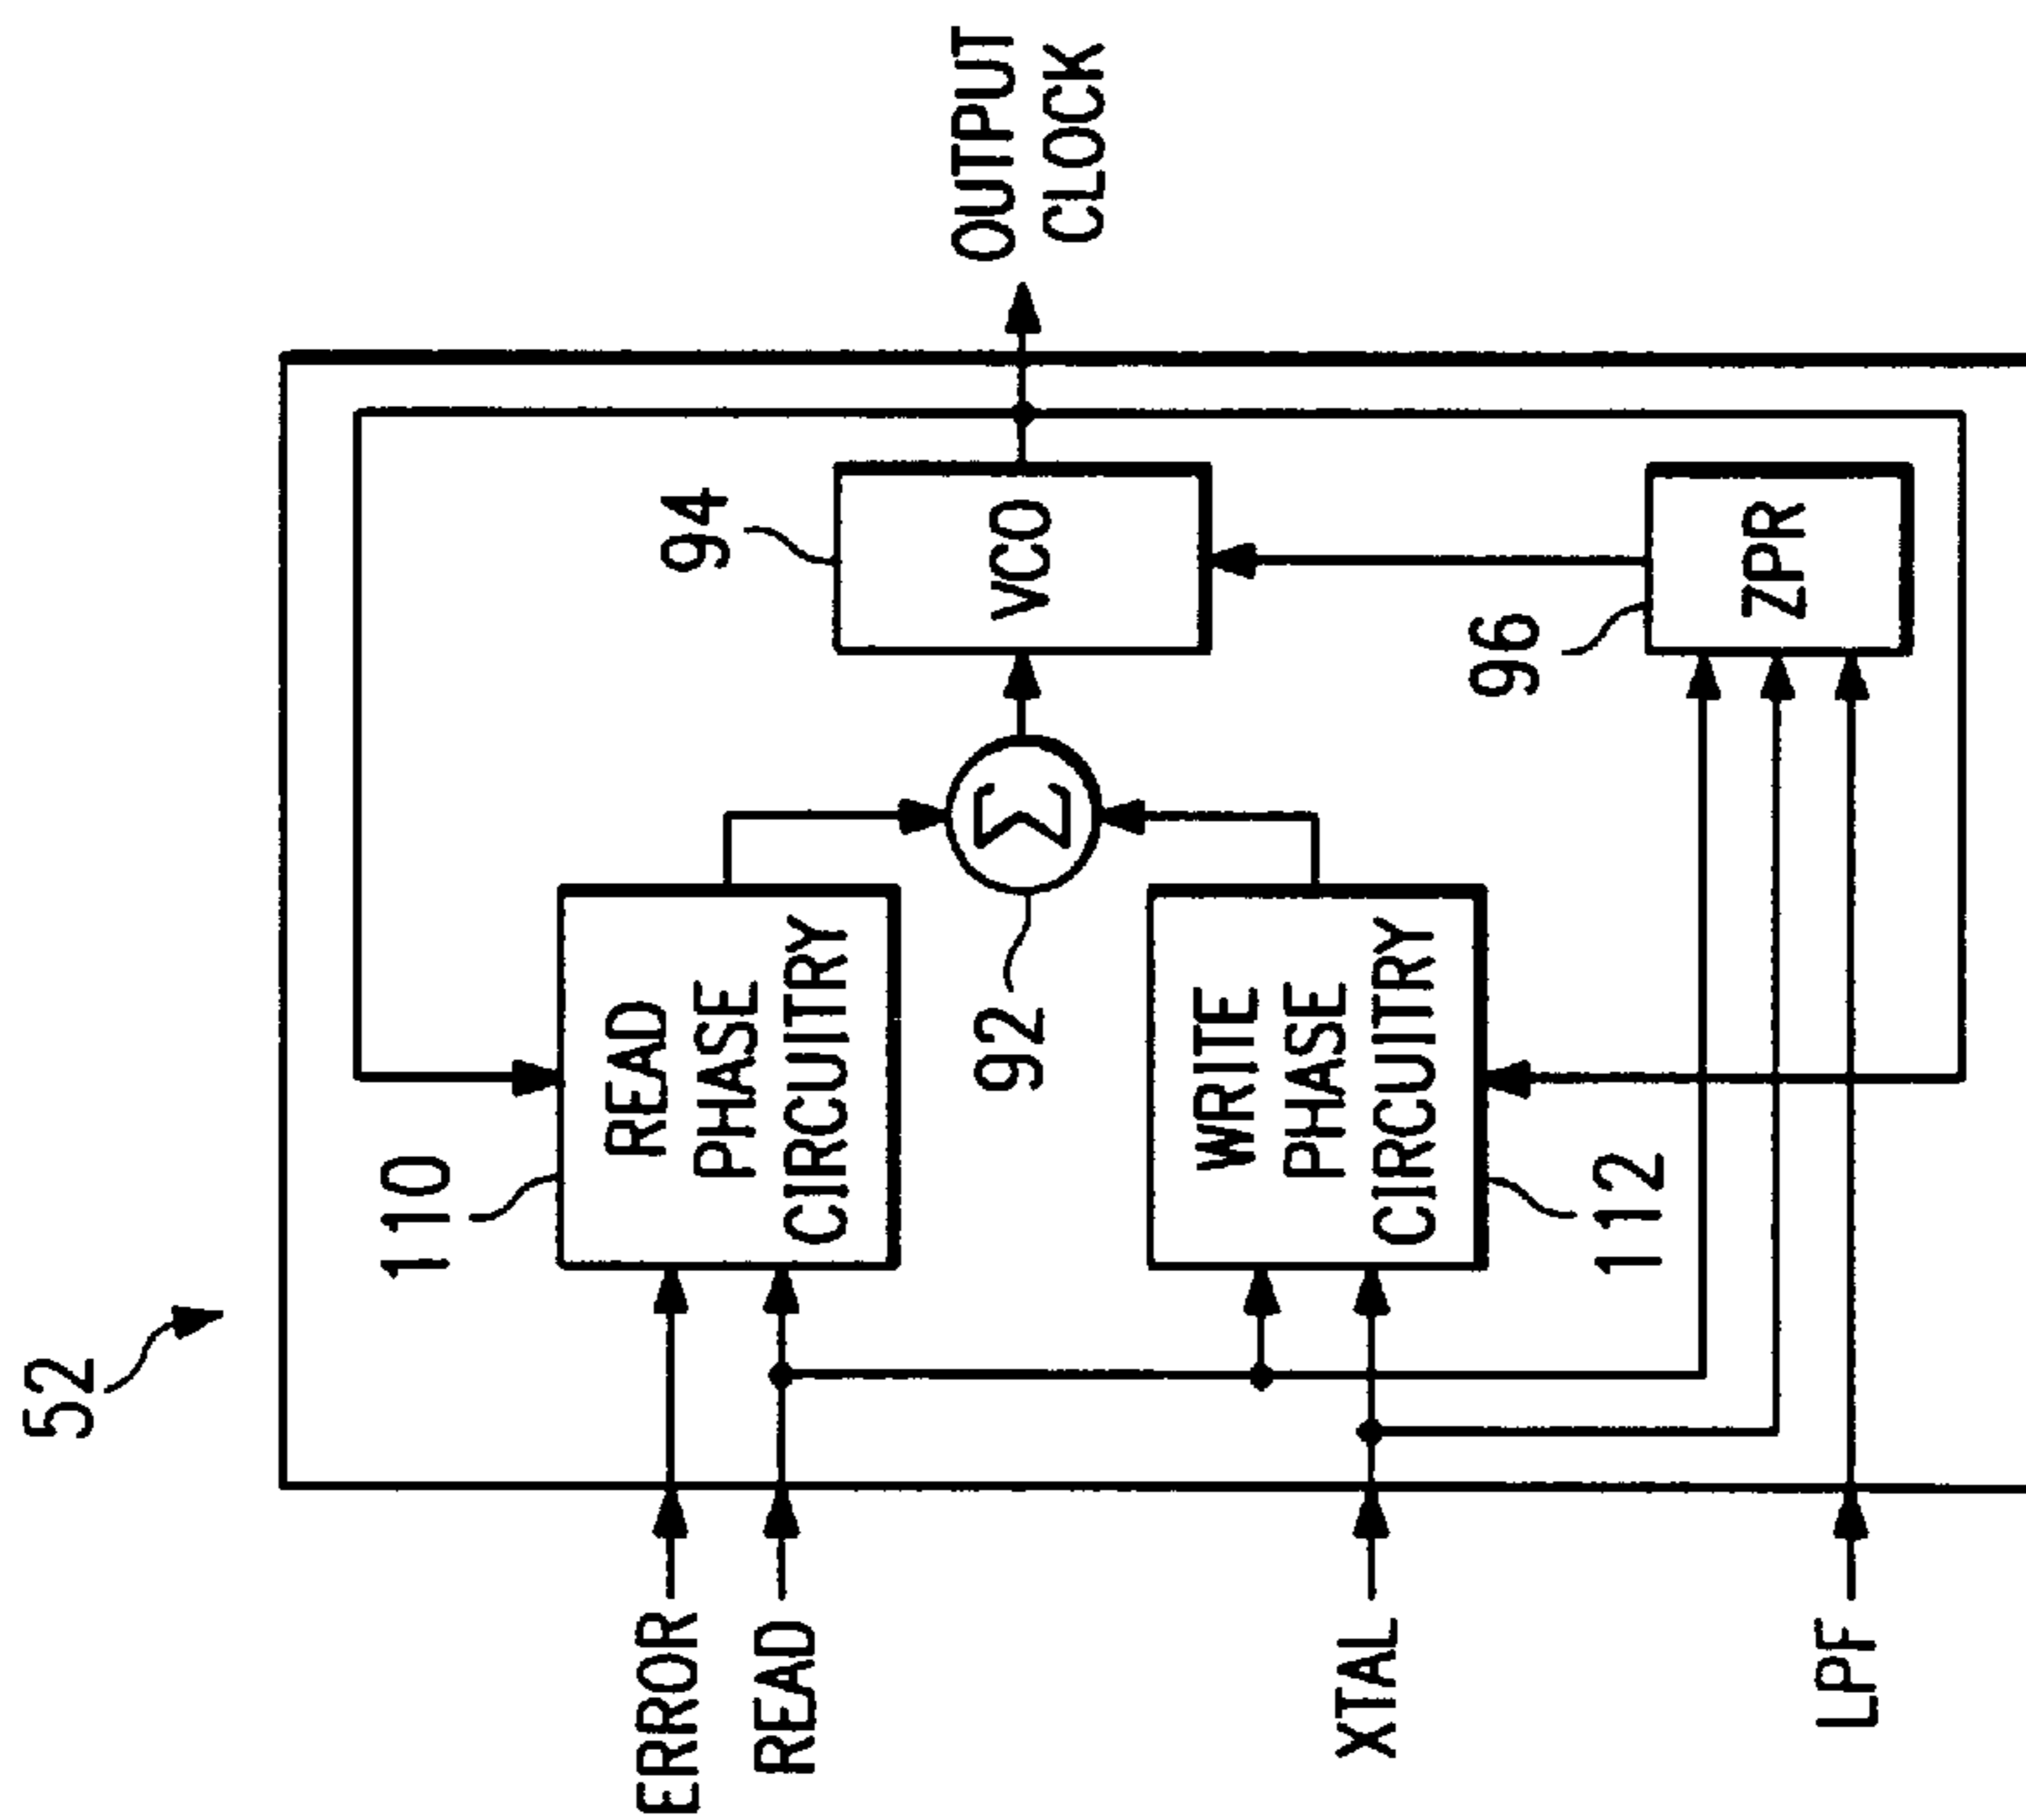 52
ERROR
READ
XTAL
LPF
110
READ
PHASE
CIRCUITRY
WRITE
PHASE
CIRCUITRY
112
92
Σ
94
VCO
96
ZPR
OUTPUT
CLOCK